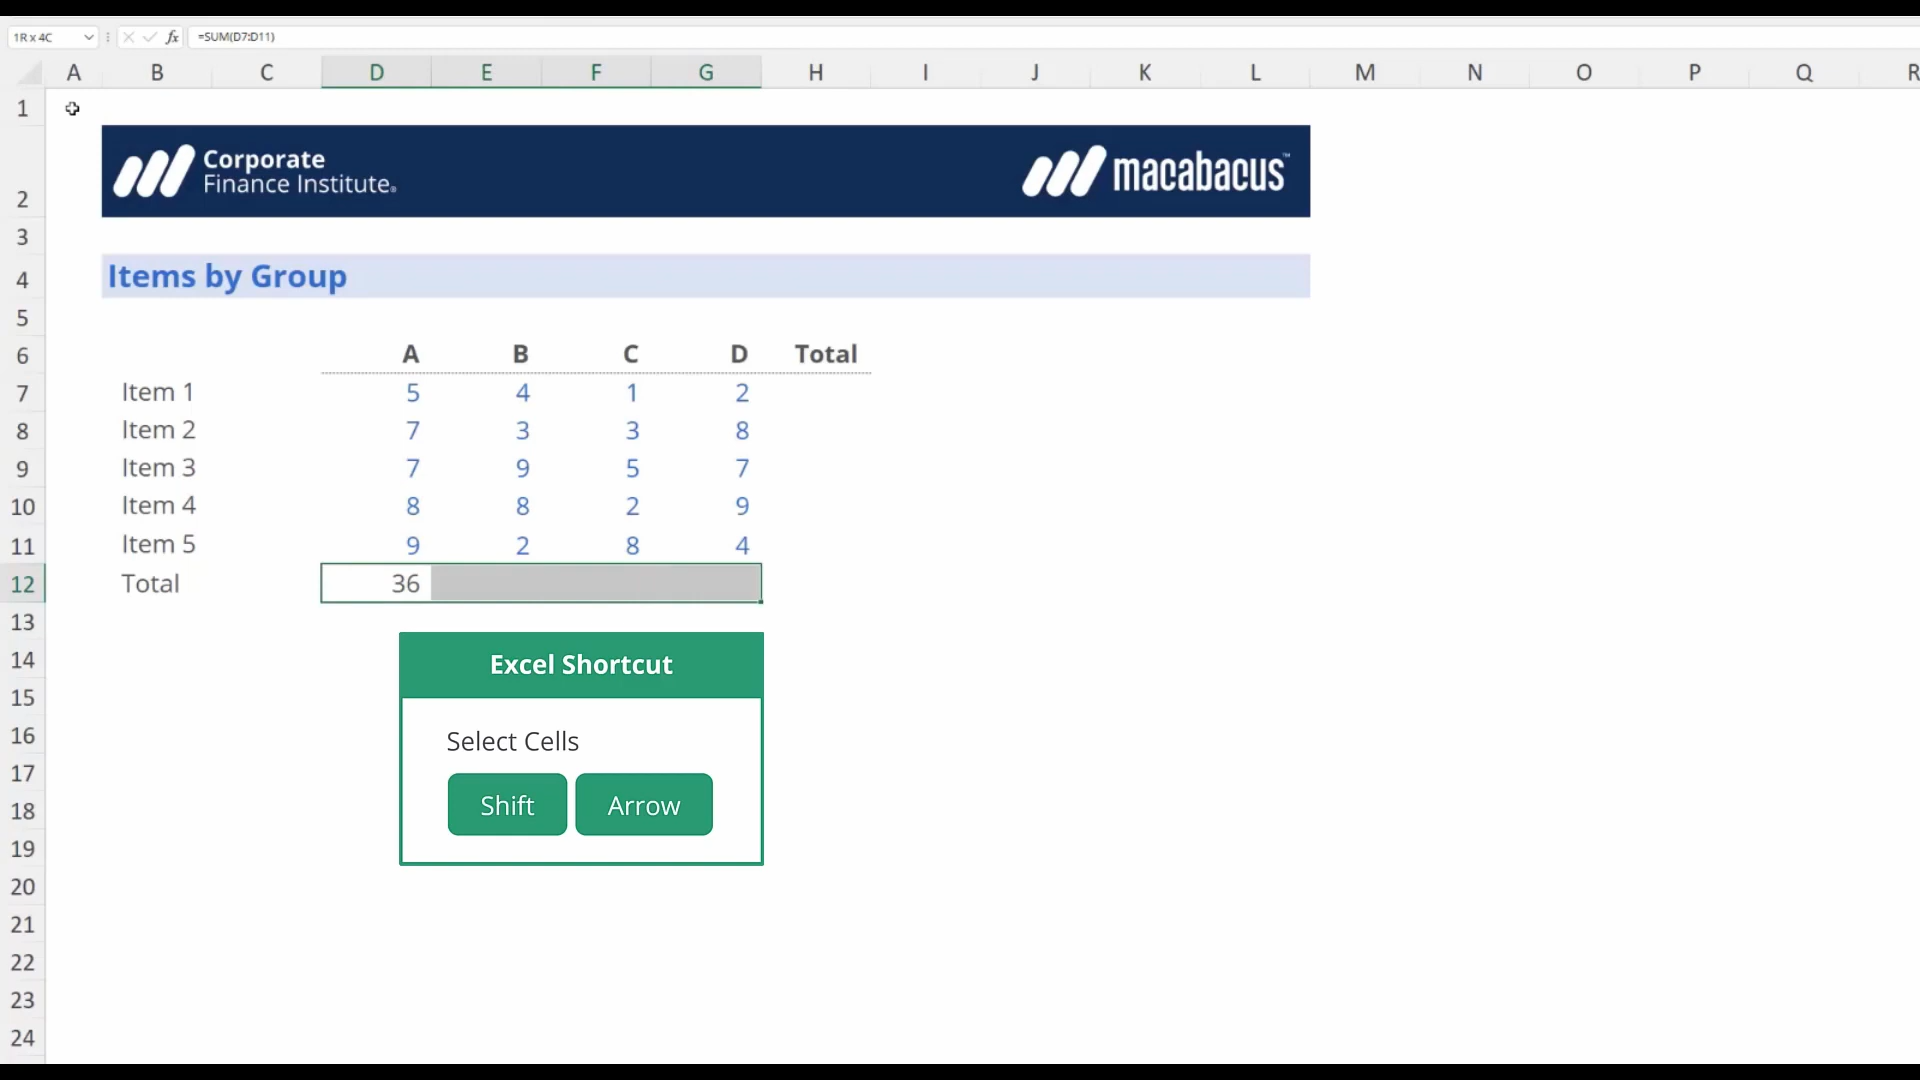 1R x 4C fx =SUM(D7:D11)
A B C D E F G H I J K L M N O P Q R
1
Corporate
Finance Institute®
macabacus™
2
3
4 Items by Group
5
6 A B C D Total
7 Item 1 5 4 1 2
8 Item 2 7 3 3 8
9 Item 3 7 9 5 7
10 Item 4 8 8 2 9
11 Item 5 9 2 8 4
12 Total 36
13
14 Excel Shortcut
15
16 Select Cells
17
18 Shift Arrow
19
20
21
22
23
24